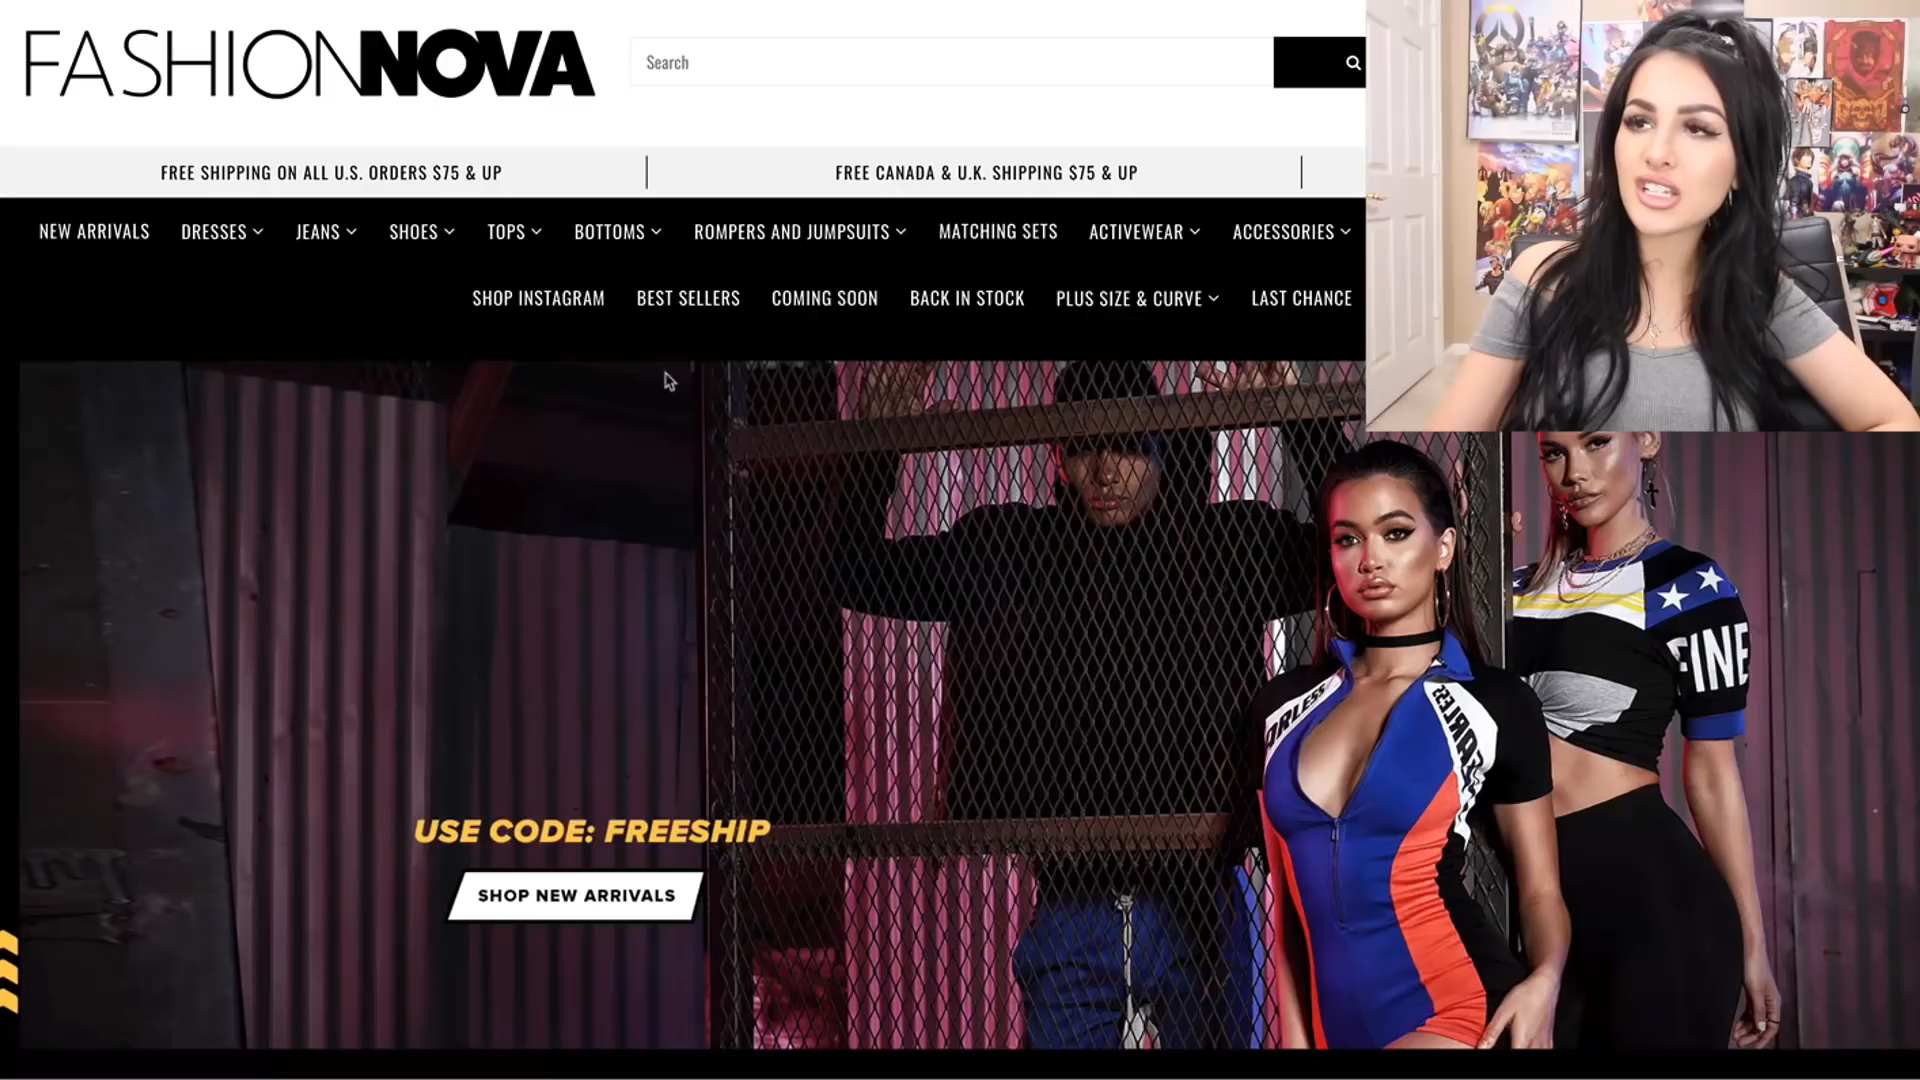 FASHIONNOVA
Search
FREE SHIPPING ON ALL U.S. ORDERS $75 & UP
FREE CANADA & U.K. SHIPPING $75 & UP
NEW ARRIVALS DRESSES JEANS SHOES TOPS BOTTOMS ROMPERS AND JUMPSUITS MATCHING SETS ACTIVEWEAR ACCESSORIES
SHOP INSTAGRAM BEST SELLERS COMING SOON BACK IN STOCK PLUS SIZE & CURVE LAST CHANCE
FINE
USE CODE: FREESHIP
SHOP NEW ARRIVALS